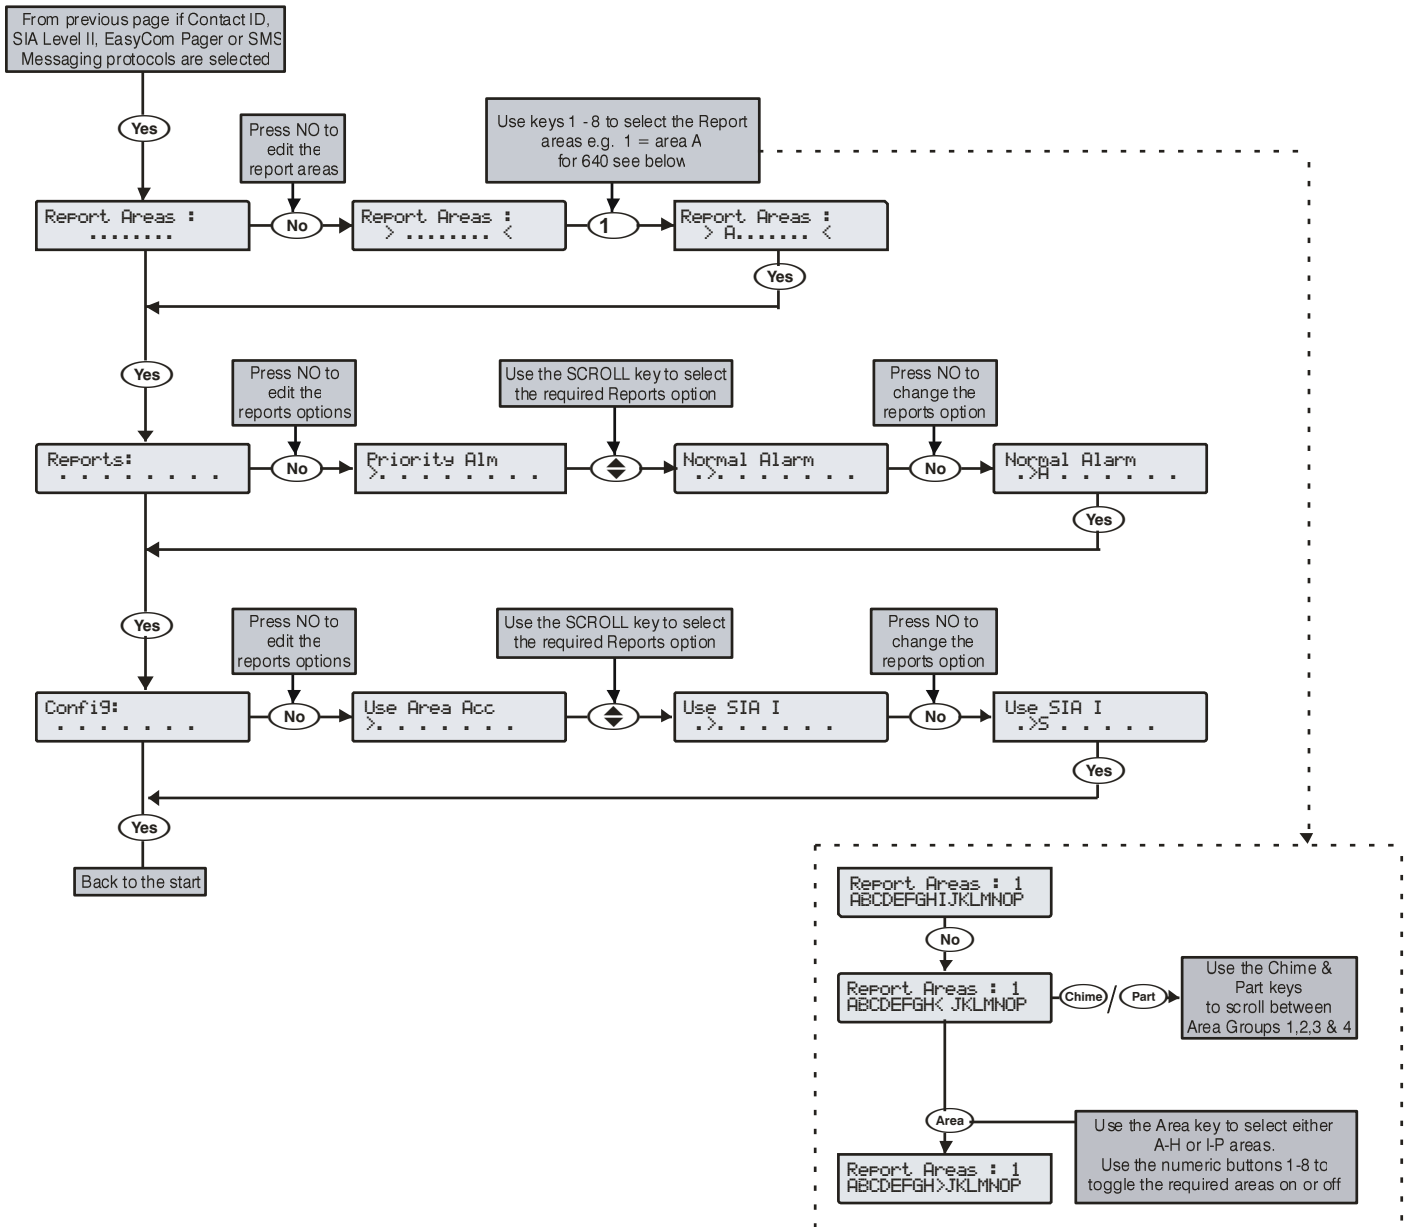 From previous page if Contact ID,
SIA Level II, EasyCom Pager or SMS
Messaging protocols are selected
Yes
Press NO to
edit the
report areas
Use keys 1 - 8 to select the Report
areas e.g. 1 = area A
for 640 see below
Report Areas :
........
No
Report Areas :
> ........ <
1
Report Areas :
> A....... <
Yes
Yes
Press NO to
edit the
reports options
Use the SCROLL key to select
the required Reports option
Press NO to
change the
reports option
Reports:
. . . . . . . .
No
Priority Alm
>. . . . . . . .
Normal Alarm
.>. . . . . . .
No
Normal Alarm
.>A . . . . . .
Yes
Yes
Press NO to
edit the
reports options
Use the SCROLL key to select
the required Reports option
Press NO to
change the
reports option
Config:
. . . . . . .
No
Use Area Acc
>. . . . . . .
Use SIA I
.>. . . . . .
No
Use SIA I
.>S . . . . .
Yes
Yes
Back to the start
Report Areas : 1
ABCDEFGHIJKLMNOP
No
Report Areas : 1
ABCDEFGH< JKLMNOP
Chime / Part
Use the Chime &
Part keys
to scroll between
Area Groups 1,2,3 & 4
Area
Use the Area key to select either
A-H or I-P areas.
Use the numeric buttons 1-8 to
toggle the required areas on or off
Report Areas : 1
ABCDEFGH>JKLMNOP